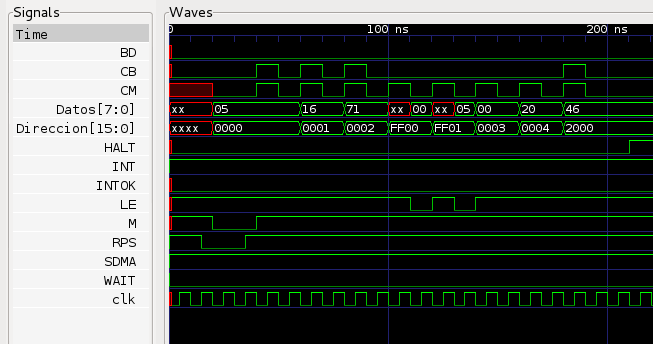 Signals
Waves
Time
0 100 ns 200 ns
BD
CB
CM
Datos[7:0] xx 05 16 71 xx 00 xx 05 00 20 46
Direccion[15:0] xxxx 0000 0001 0002 FF00 FF01 0003 0004 2000
HALT
INT
INTOK
LE
M
RPS
SDMA
WAIT
clk